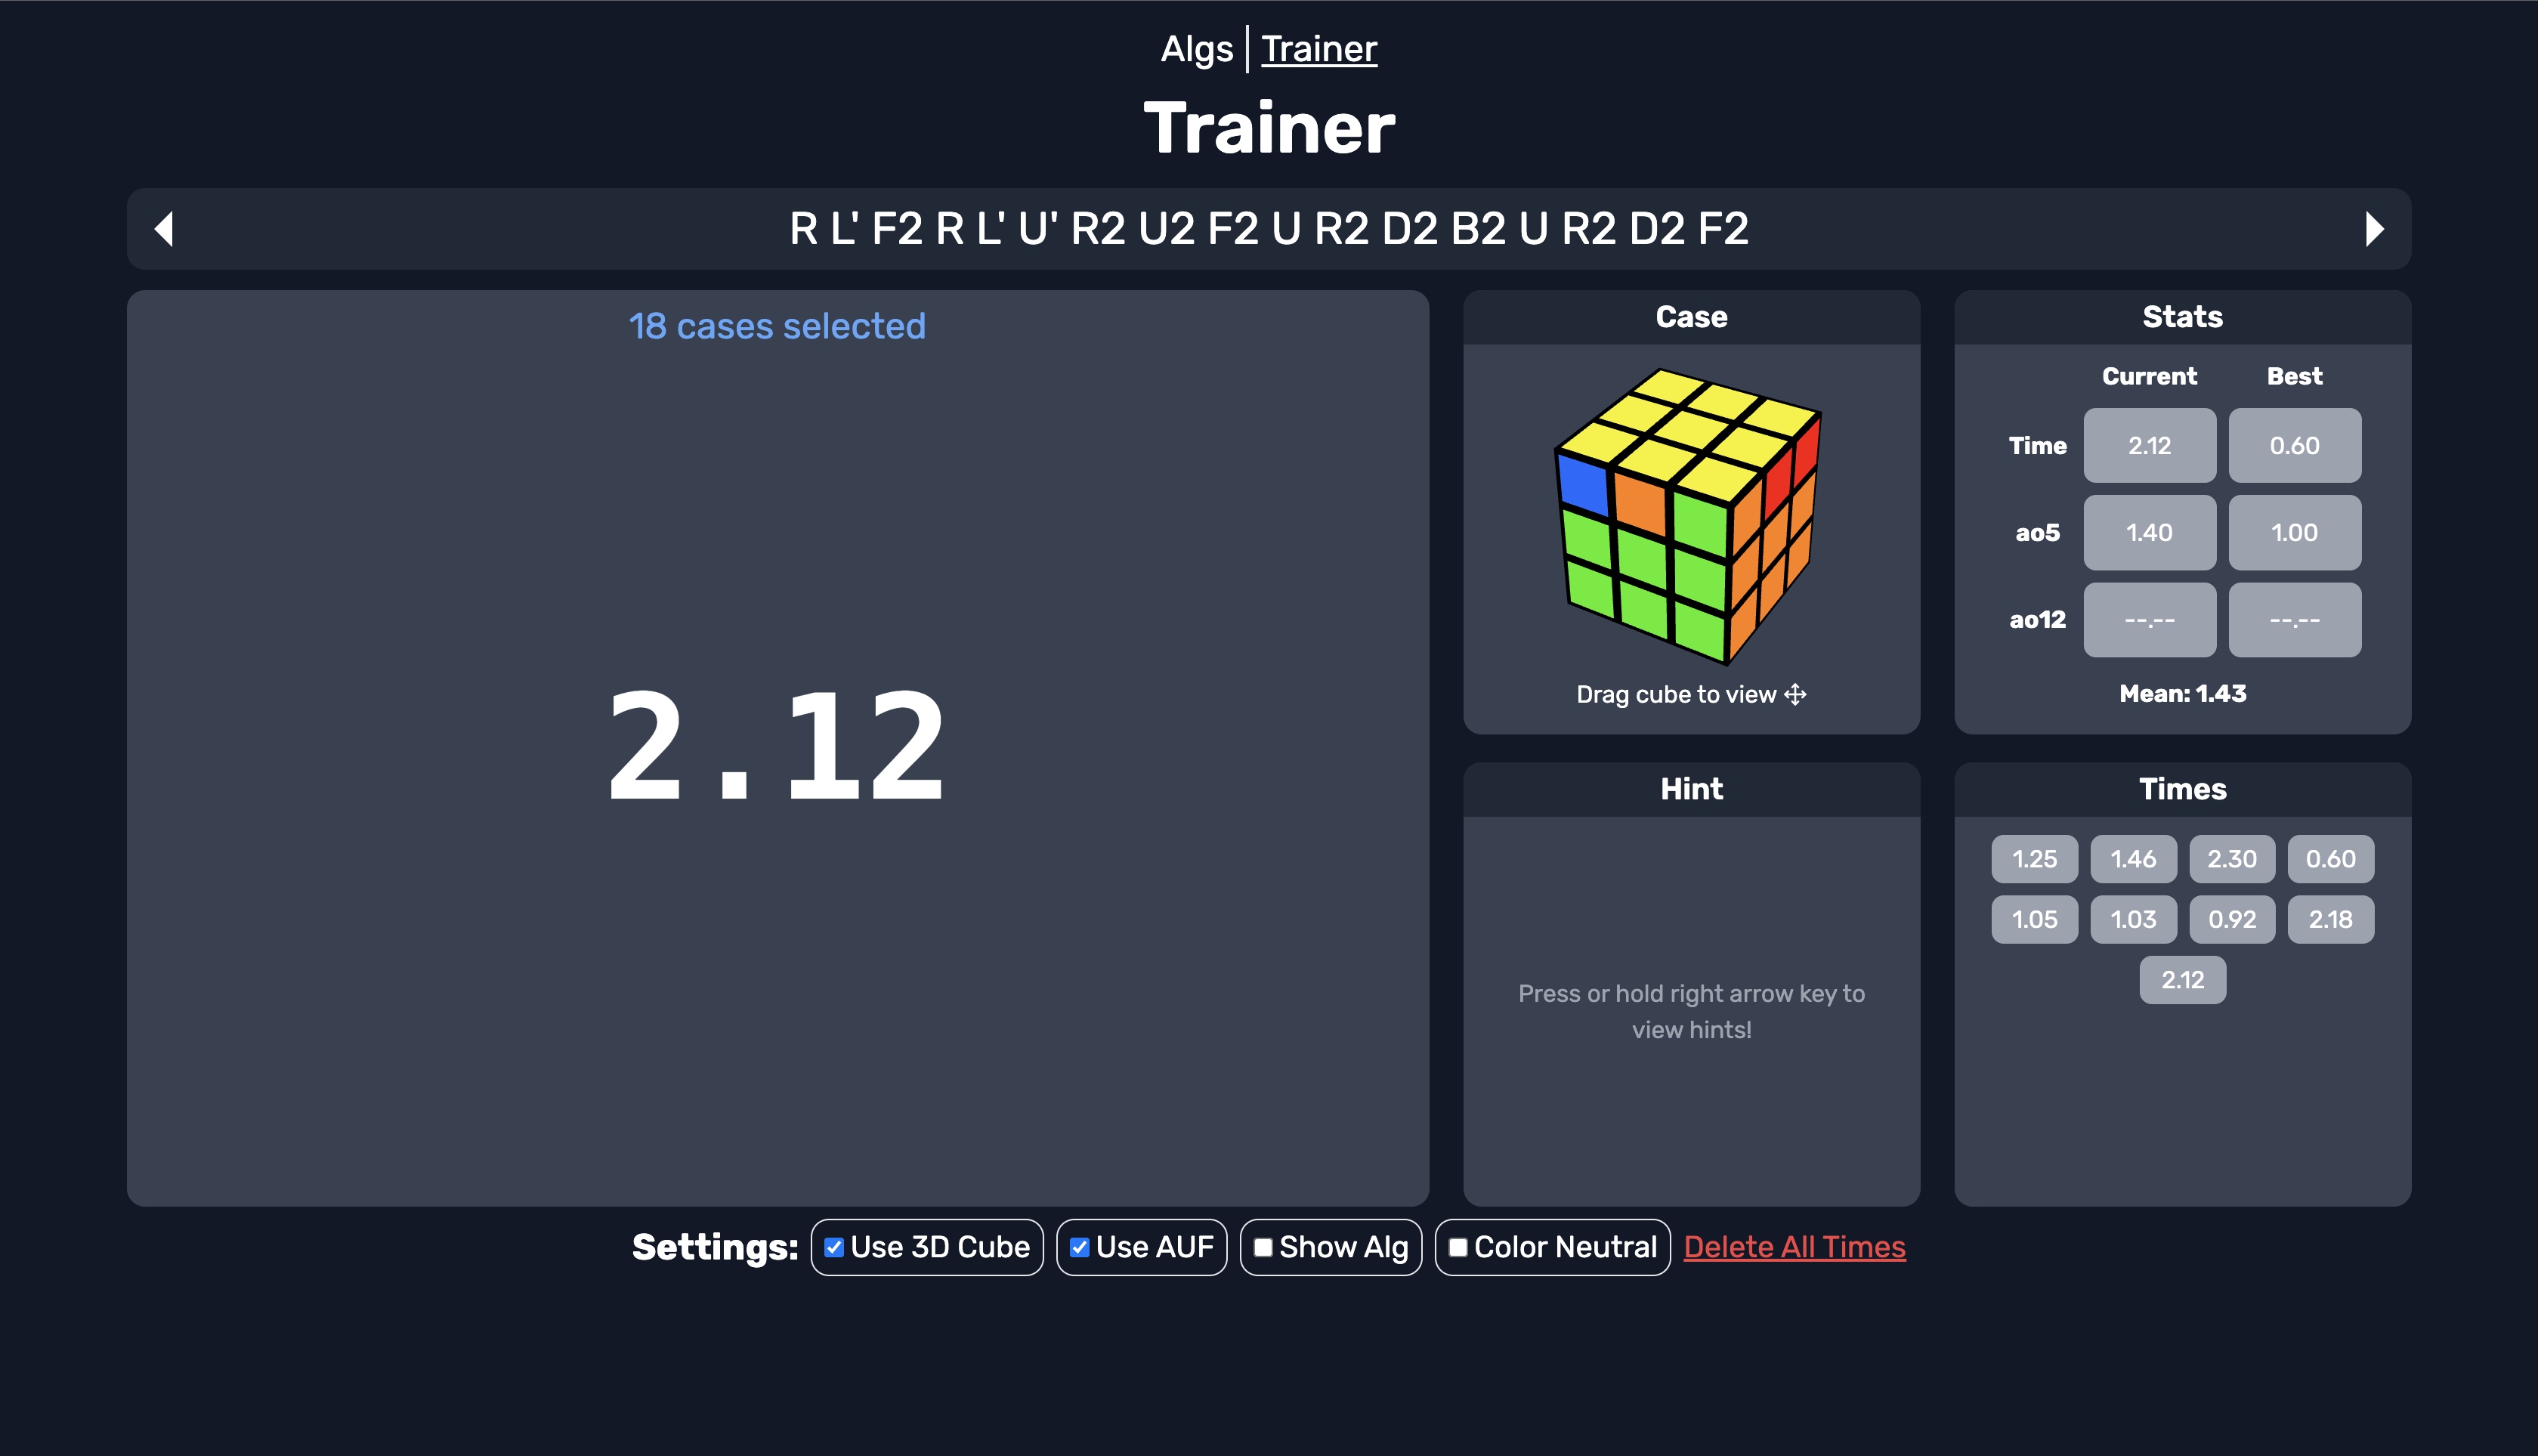 Algs | Trainer
Trainer
R L' F2 R L' U' R2 U2 F2 U R2 D2 B2 U R2 D2 F2
18 cases selected
2.12
Case
Drag cube to view
Stats
Current Best
Time 2.12 0.60
ao5 1.40 1.00
ao12 --.-- --.--
Mean: 1.43
Hint
Press or hold right arrow key to
view hints!
Times
1.25 1.46 2.30 0.60
1.05 1.03 0.92 2.18
2.12
Settings: Use 3D Cube Use AUF Show Alg Color Neutral Delete All Times